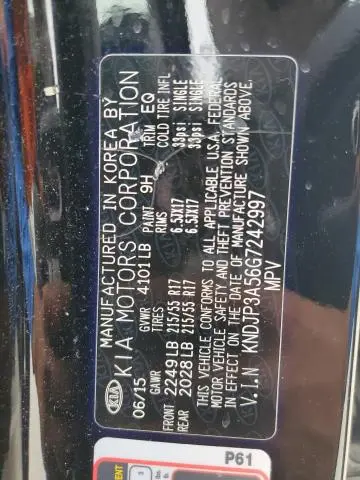 MANUFACTURED IN KOREA BY
KIA KIA MOTORS CORPORATION
06/15 GVWR 4101LB PAINT 9H TRIM EQ
GAWR TIRES RIMS COLD TIRE INFL
FRONT 2249LB 215/55 R17 6.5JX17 33psi SINGLE
REAR 2028LB 215/55 R17 6.5JX17 33psi SINGLE
THIS VEHICLE CONFORMS TO ALL APPLICABLE U.S.A. FEDERAL
MOTOR VEHICLE SAFETY AND THEFT PREVENTION STANDARDS
IN EFFECT ON THE DATE OF MANUFACTURE SHOWN ABOVE.
V.I.N KNDJP3A56G7242997
MPV
P61